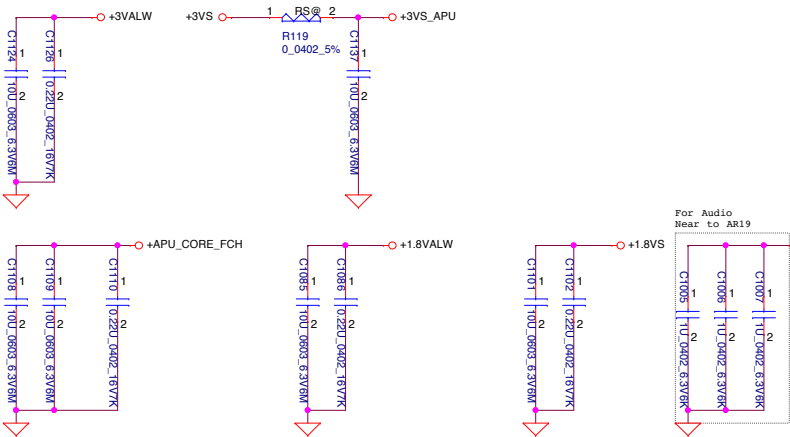 +3VALW
C1124
1
2
10U_0603_6.3V6M
C1126
1
2
0.22U_0402_16V7K
+3VS
1
RS@
2
+3VS_APU
R119
0_0402_5%
C1137
1
2
10U_0603_6.3V6M
+APU_CORE_FCH
C1108
1
2
10U_0603_6.3V6M
C1109
1
2
10U_0603_6.3V6M
C1110
1
2
0.22U_0402_16V7K
+1.8VALW
C1085
1
2
10U_0603_6.3V6M
C1086
1
2
0.22U_0402_16V7K
+1.8VS
C1101
1
2
10U_0603_6.3V6M
C1102
1
2
0.22U_0402_16V7K
For Audio
Near to AR19
C1005
1
2
1U_0402_6.3V6K
C1006
1
2
1U_0402_6.3V6K
C1007
1
2
1U_0402_6.3V6K